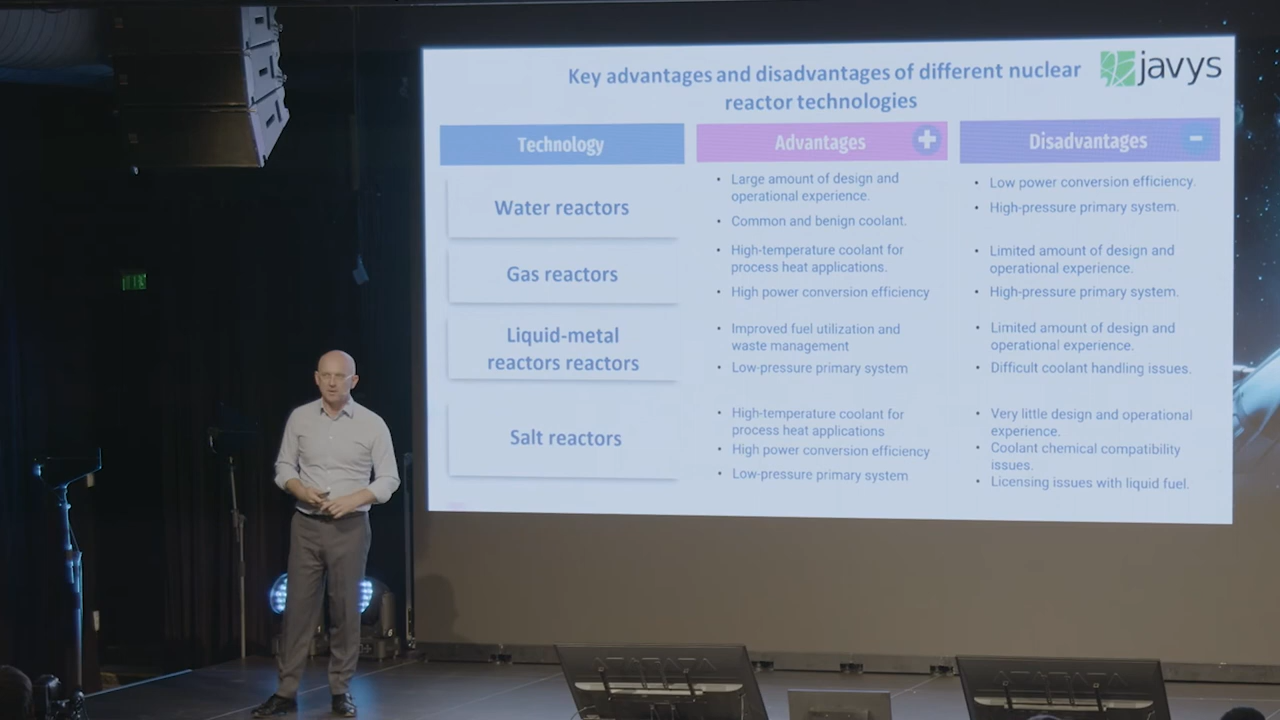 Key advantages and disadvantages of different nuclear
reactor technologies
javys
Technology
Advantages
+
Disadvantages
-
Water reactors
• Large amount of design and
operational experience.
• Common and benign coolant.
• Low power conversion efficiency.
• High-pressure primary system.
Gas reactors
• High-temperature coolant for
process heat applications.
• High power conversion efficiency
• Limited amount of design and
operational experience.
• High-pressure primary system.
Liquid-metal
reactors reactors
• Improved fuel utilization and
waste management
• Low-pressure primary system
• Limited amount of design and
operational experience.
• Difficult coolant handling issues.
Salt reactors
• High-temperature coolant for
process heat applications
• High power conversion efficiency
• Low-pressure primary system
• Very little design and operational
experience.
• Coolant chemical compatibility
issues.
• Licensing issues with liquid fuel.